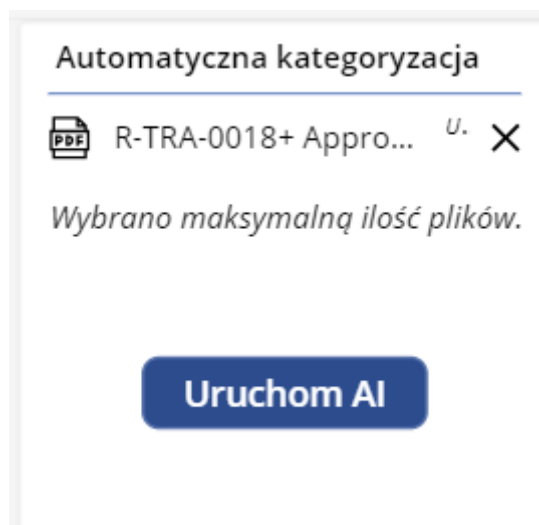 Automatyczna kategoryzacja
PDF R-TRA-0018+ Appro... U.
Wybrano maksymalną ilość plików.
Uruchom AI